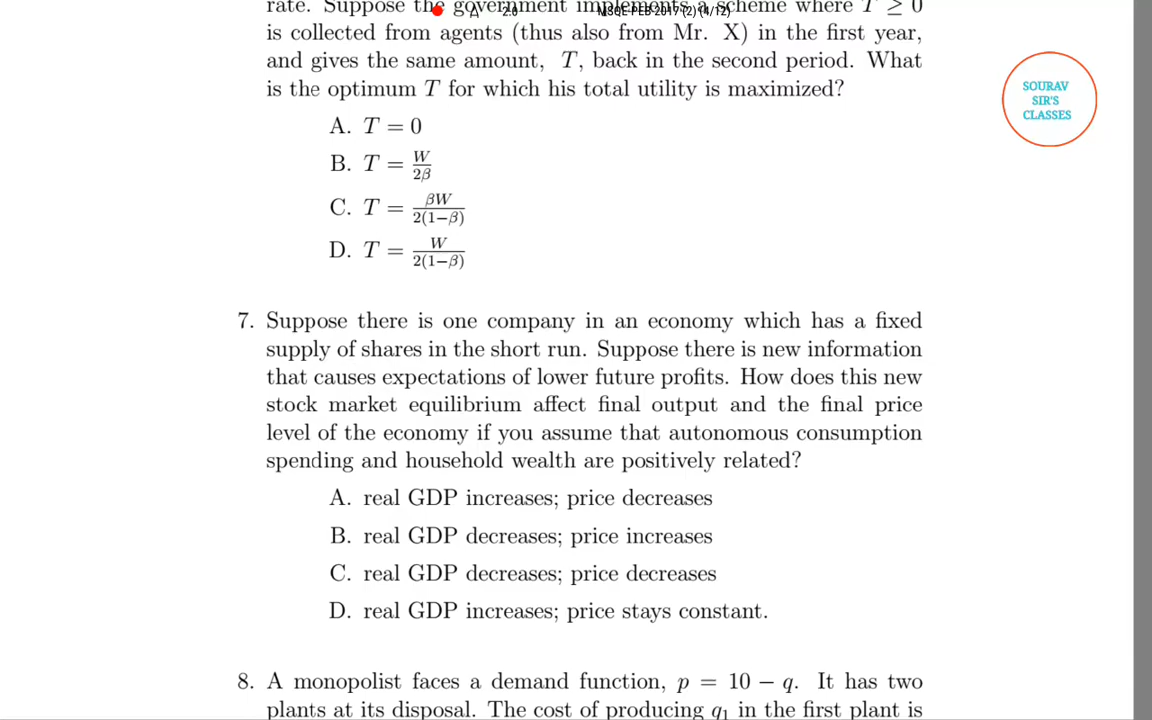 rate. Suppose the government implements a scheme where T ≥ 0
2.0
MSQE PEB 2017 (2) (4/12)
is collected from agents (thus also from Mr. X) in the first year,
and gives the same amount, T, back in the second period. What
is the optimum T for which his total utility is maximized?
A. T = 0
B. T = W/2β
C. T = βW/2(1−β)
D. T = W/2(1−β)
SOURAV
SIR'S
CLASSES
7. Suppose there is one company in an economy which has a fixed
supply of shares in the short run. Suppose there is new information
that causes expectations of lower future profits. How does this new
stock market equilibrium affect final output and the final price
level of the economy if you assume that autonomous consumption
spending and household wealth are positively related?
A. real GDP increases; price decreases
B. real GDP decreases; price increases
C. real GDP decreases; price decreases
D. real GDP increases; price stays constant.
8. A monopolist faces a demand function, p = 10 − q. It has two
plants at its disposal. The cost of producing q₁ in the first plant is